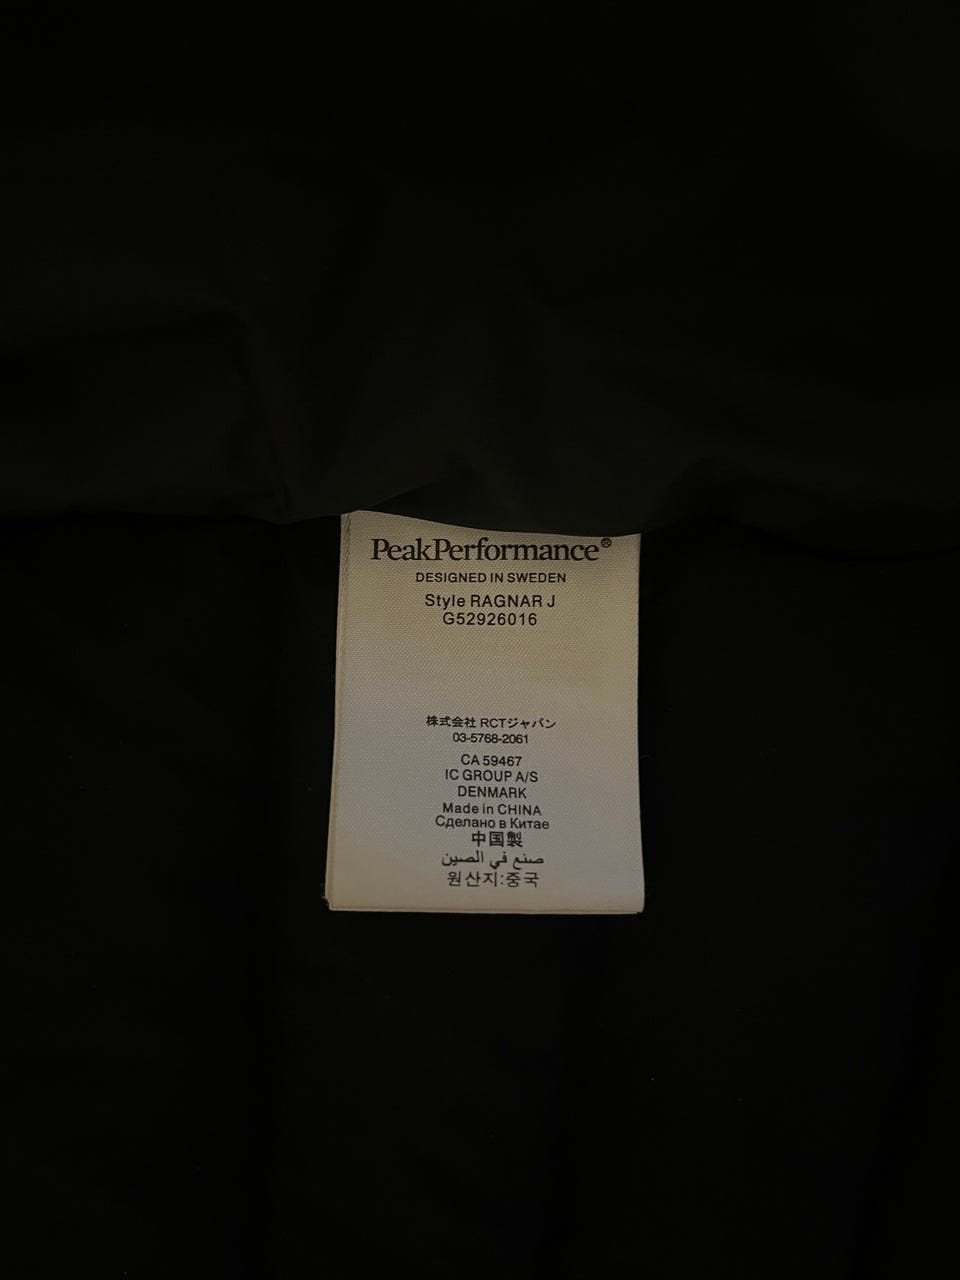 PeakPerformance®
DESIGNED IN SWEDEN
Style RAGNAR J
G52926016
株式会社 RCTジャパン
03-5768-2061
CA 59467
IC GROUP A/S
DENMARK
Made in CHINA
Сделано в Китае
中国製
صنع في الصين
원산지:중국